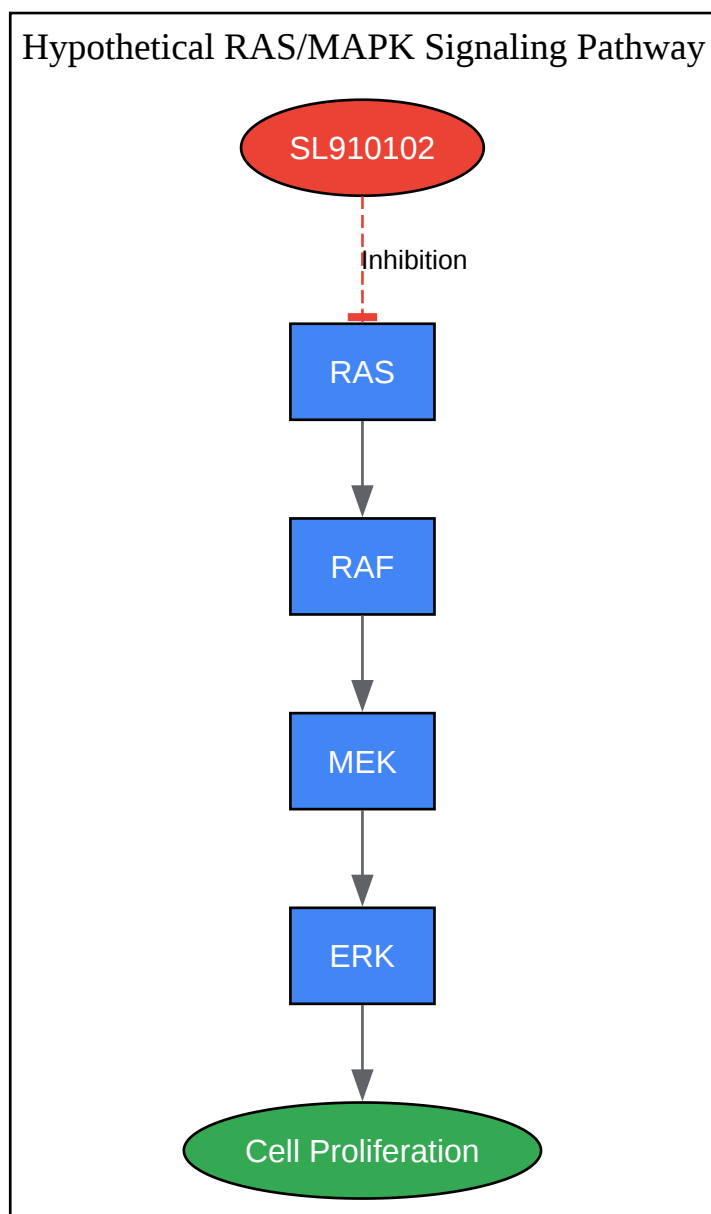 Hypothetical RAS/MAPK Signaling Pathway
SL910102
Inhibition
RAS
RAF
MEK
ERK
Cell Proliferation